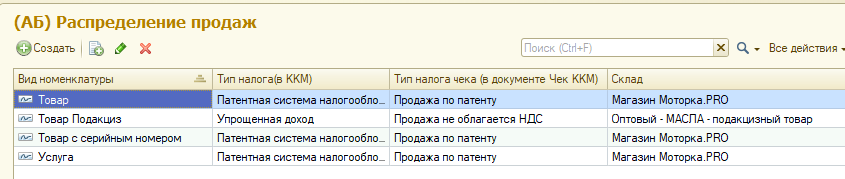 (АБ) Распределение продаж
Создать Поиск (Ctrl+F) Все действия
Вид номенклатуры Тип налога(в ККМ) Тип налога чека (в документе Чек ККМ) Склад
Товар Патентная система налогообло... Продажа по патенту Магазин Моторка.PRO
Товар Подакциз Упрощенная доход Продажа не облагается НДС Оптовый - МАСЛА - подакцизный товар
Товар с серийным номером Патентная система налогообло... Продажа по патенту Магазин Моторка.PRO
Услуга Патентная система налогообло... Продажа по патенту Магазин Моторка.PRO